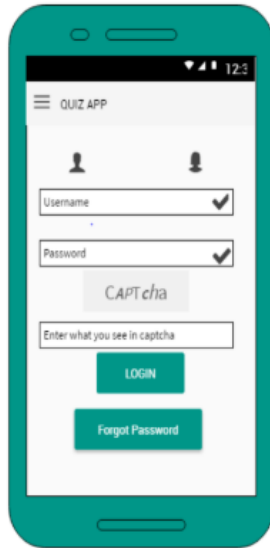 12:3
QUIZ APP
Username
Password
CAPTcha
Enter what you see in captcha
LOGIN
Forgot Password